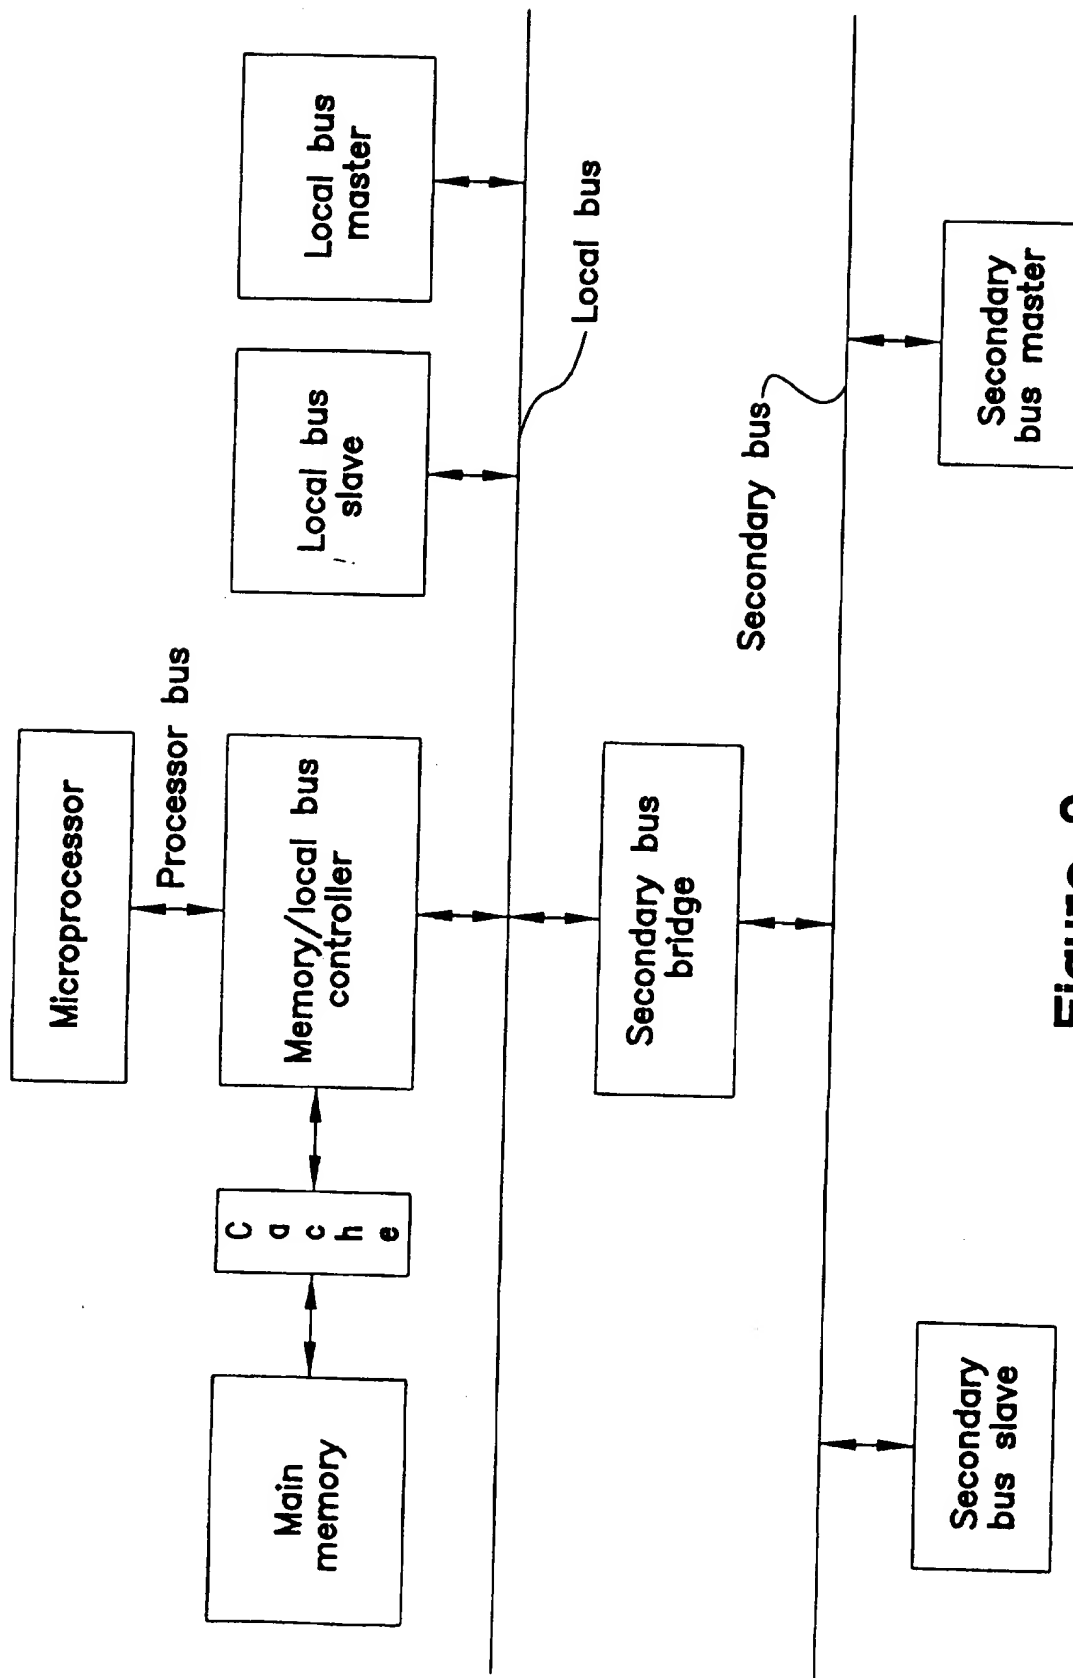 Microprocessor
Processor bus
Main
memory
C
a
c
h
e
Memory/local bus
controller
Local bus
slave
Local bus
master
Local bus
Secondary bus
bridge
Secondary bus
Secondary
bus slave
Secondary
bus master
Figure